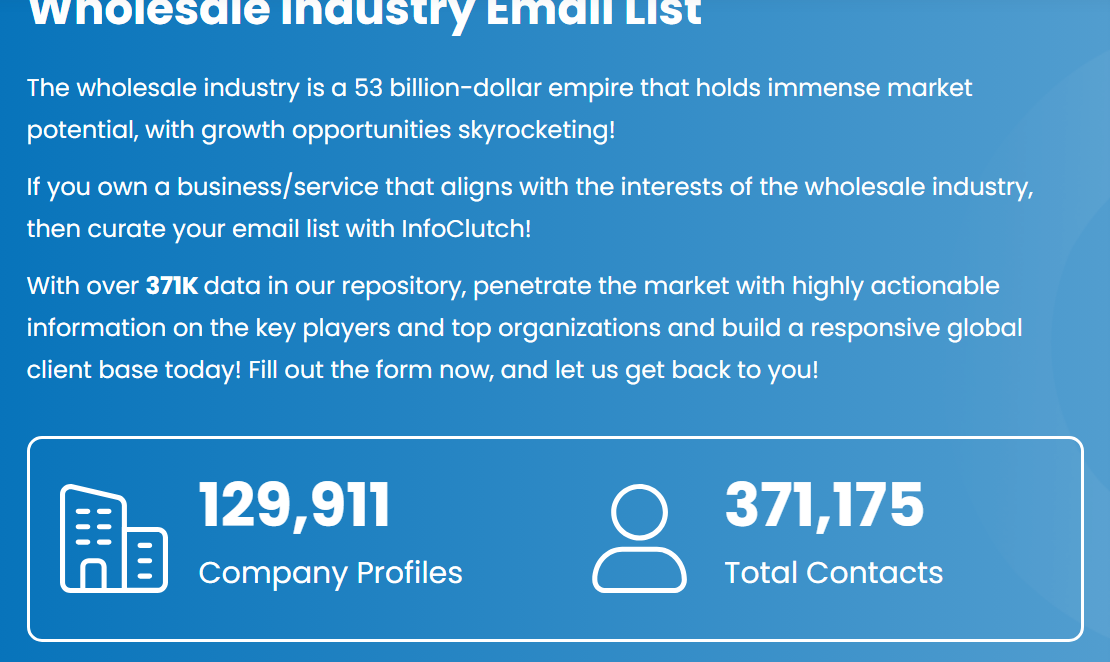 Wholesale Industry Email List
The wholesale industry is a 53 billion-dollar empire that holds immense market
potential, with growth opportunities skyrocketing!
If you own a business/service that aligns with the interests of the wholesale industry,
then curate your email list with InfoClutch!
With over 371K data in our repository, penetrate the market with highly actionable
information on the key players and top organizations and build a responsive global
client base today! Fill out the form now, and let us get back to you!
129,911
Company Profiles
371,175
Total Contacts